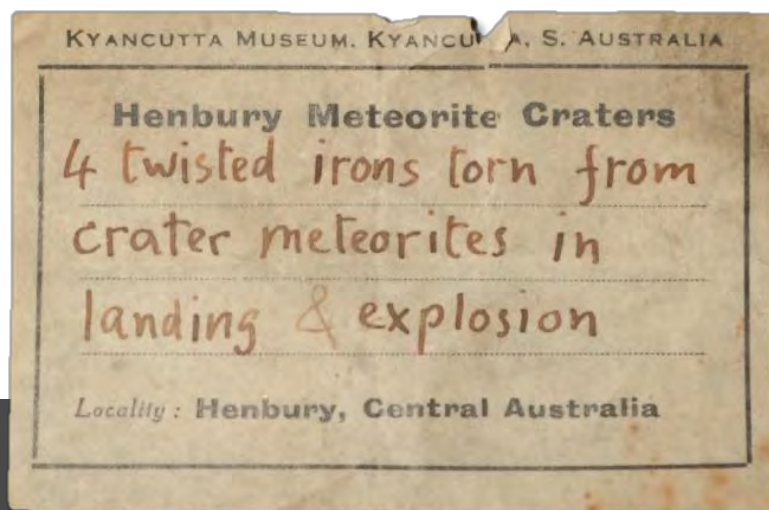 KYANCUTTA MUSEUM. KYANCUTTA, S. AUSTRALIA
Henbury Meteorite Craters
4 twisted irons torn from
crater meteorites in
landing & explosion
Locality: Henbury, Central Australia